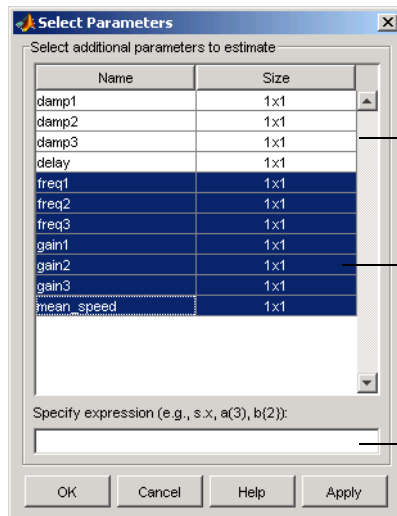 Select Parameters
Select additional parameters to estimate
Name Size
damp1 1x1
damp2 1x1
damp3 1x1
delay 1x1
freq1 1x1
freq2 1x1
freq3 1x1
gain1 1x1
gain2 1x1
gain3 1x1
mean_speed 1x1
Specify expression (e.g., s.x, a(3), b{2}):
OK Cancel Help Apply